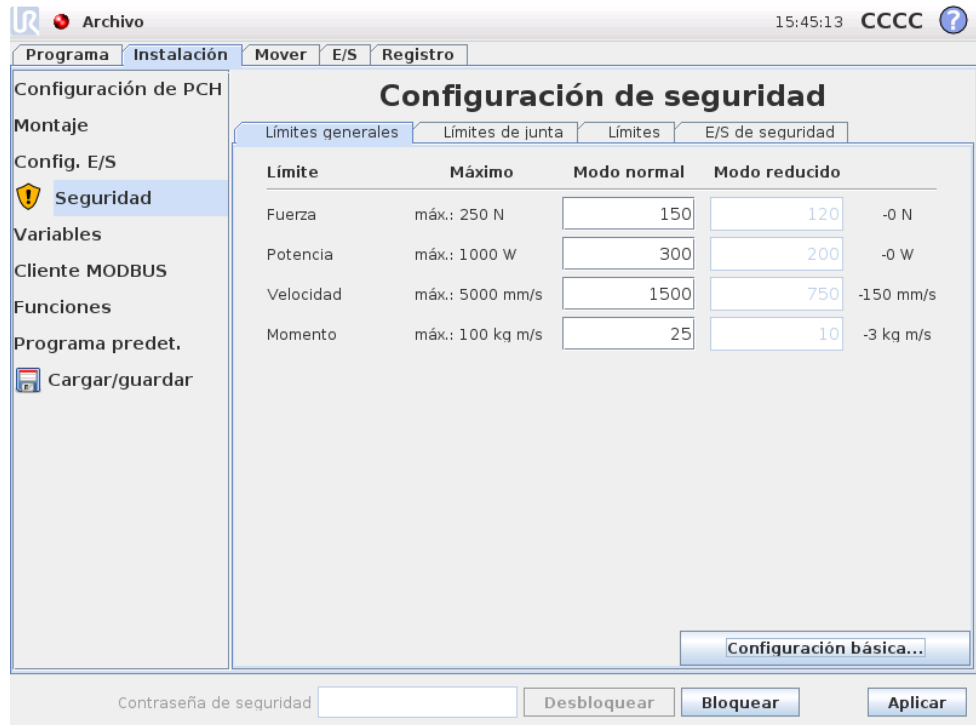 UR Archivo 15:45:13 CCCC ?
Programa Instalación Mover E/S Registro
Configuración de PCH
Montaje
Config. E/S
Seguridad
Variables
Cliente MODBUS
Funciones
Programa predet.
Cargar/guardar
Configuración de seguridad
Límites generales Límites de junta Límites E/S de seguridad
Límite Máximo Modo normal Modo reducido
Fuerza máx.: 250 N 150 120 -0 N
Potencia máx.: 1000 W 300 200 -0 W
Velocidad máx.: 5000 mm/s 1500 750 -150 mm/s
Momento máx.: 100 kg m/s 25 10 -3 kg m/s
Configuración básica...
Contraseña de seguridad Desbloquear Bloquear Aplicar